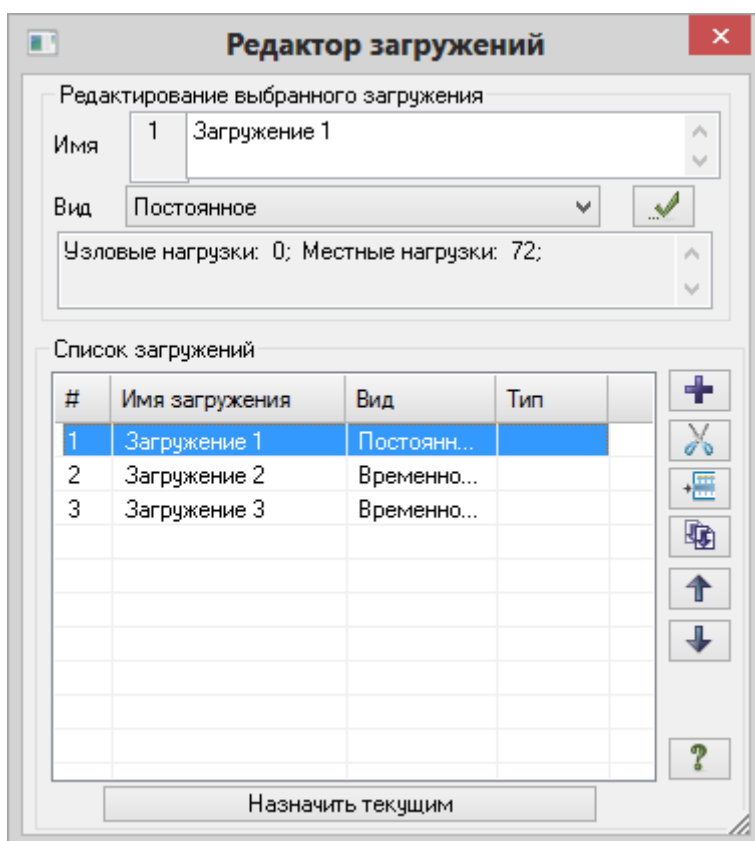 Редактор загружений
Редактирование выбранного загружения
Имя 1 Загружение 1
Вид Постоянное
Узловые нагрузки: 0; Местные нагрузки: 72;
Список загружений
# Имя загружения Вид Тип
1 Загружение 1 Постоянн...
2 Загружение 2 Временно...
3 Загружение 3 Временно...
?
Назначить текущим